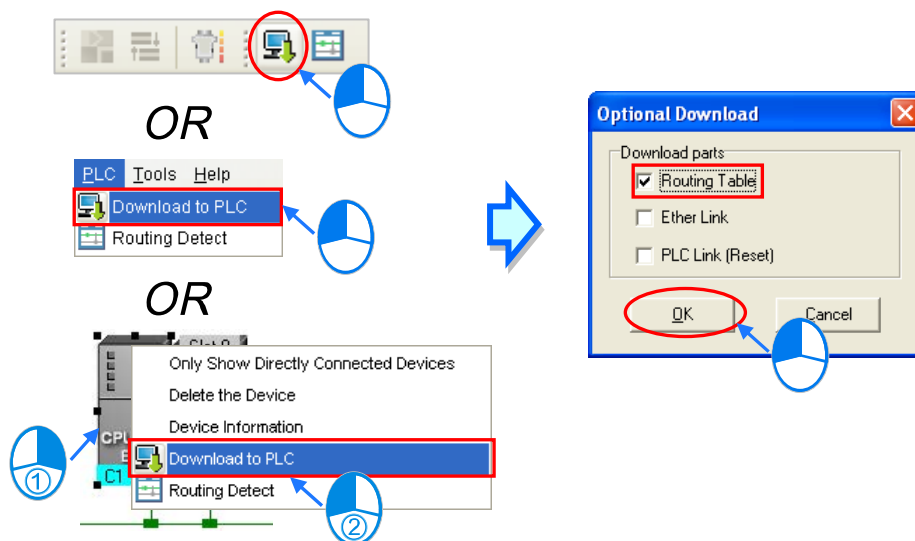 OR
PLC Tools Help
Download to PLC
Routing Detect
OR
Only Show Directly Connected Devices
Delete the Device
Device Information
Download to PLC
Routing Detect
C1
①
②
Optional Download
Download parts
Routing Table
Ether Link
PLC Link (Reset)
OK
Cancel